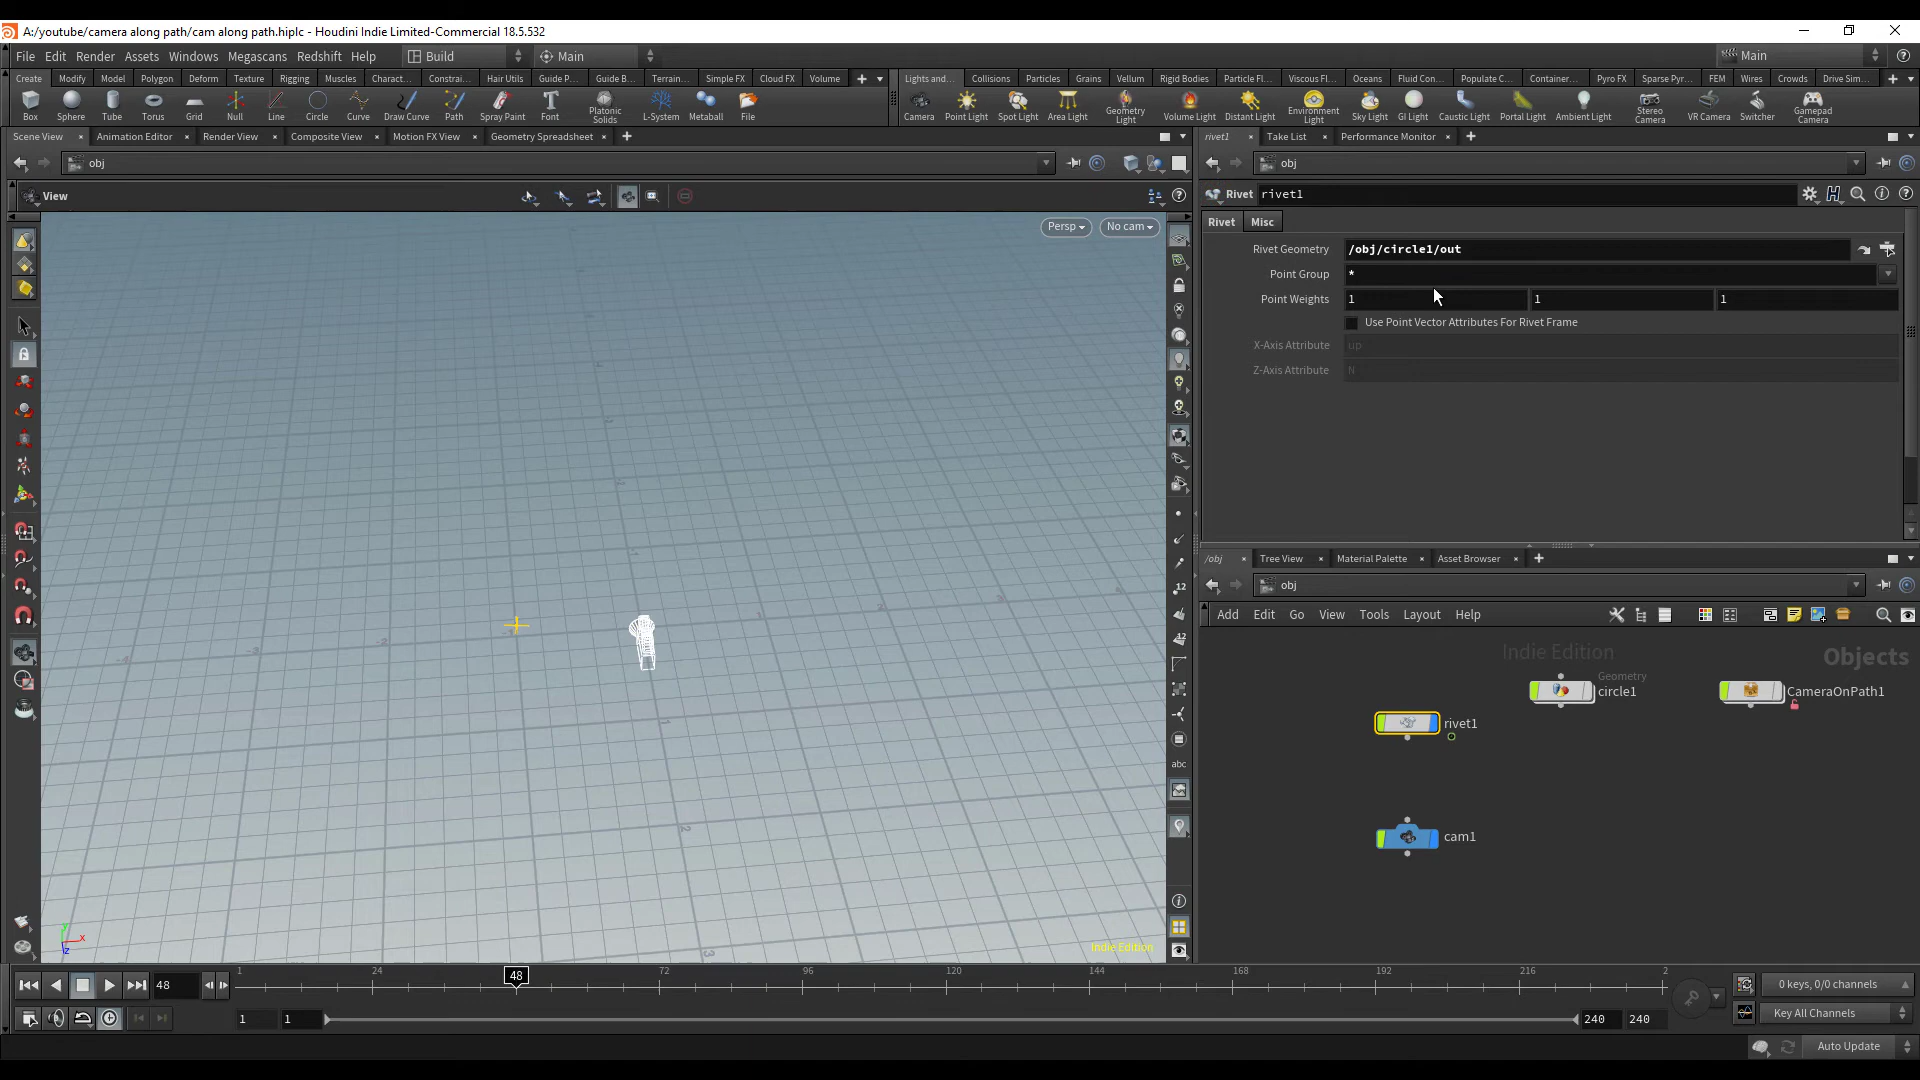 A:/youtube/camera along path/cam along path.hiplc - Houdini Indie Limited-Commercial 18.5.532
File Edit Render Assets Windows Megascans Redshift Help Build Main Main
Create Modify Model Polygon Deform Texture Rigging Muscles Charact... Constrai... Hair Utils Guide P... Guide B... Terrain... Simple FX Cloud FX Volume
Lights and... Collisions Particles Grains Vellum Rigid Bodies Particle Fl... Viscous Fl... Oceans Fluid Con... Populate C... Container... Pyro FX Sparse Pyr... FEM Wires Crowds Drive Sim...
Box Sphere Tube Torus Grid Null Line Circle Curve Draw Curve Path Spray Paint Font Platonic Solids L-System Metaball File
Camera Point Light Spot Light Area Light Geometry Light Volume Light Distant Light Environment Light Sky Light GI Light Caustic Light Portal Light Ambient Light Stereo Camera VR Camera Switcher Gamepad Camera
Scene View Animation Editor Render View Composite View Motion FX View Geometry Spreadsheet
rivet1 Take List Performance Monitor
obj
obj
View
Persp No cam
Rivet rivet1
Rivet Misc
Rivet Geometry /obj/circle1/out
Point Group *
Point Weights 1 1 1
Use Point Vector Attributes For Rivet Frame
X-Axis Attribute up
Z-Axis Attribute N
/obj Tree View Material Palette Asset Browser
obj
Add Edit Go View Tools Layout Help
Indie Edition Objects
Geometry
circle1 CameraOnPath1
rivet1
cam1
12
12
abc
x
Indie Edition
48
1 24 48 72 96 120 144 168 192 216 2
1 1 240 240
0 keys, 0/0 channels
Key All Channels
Auto Update